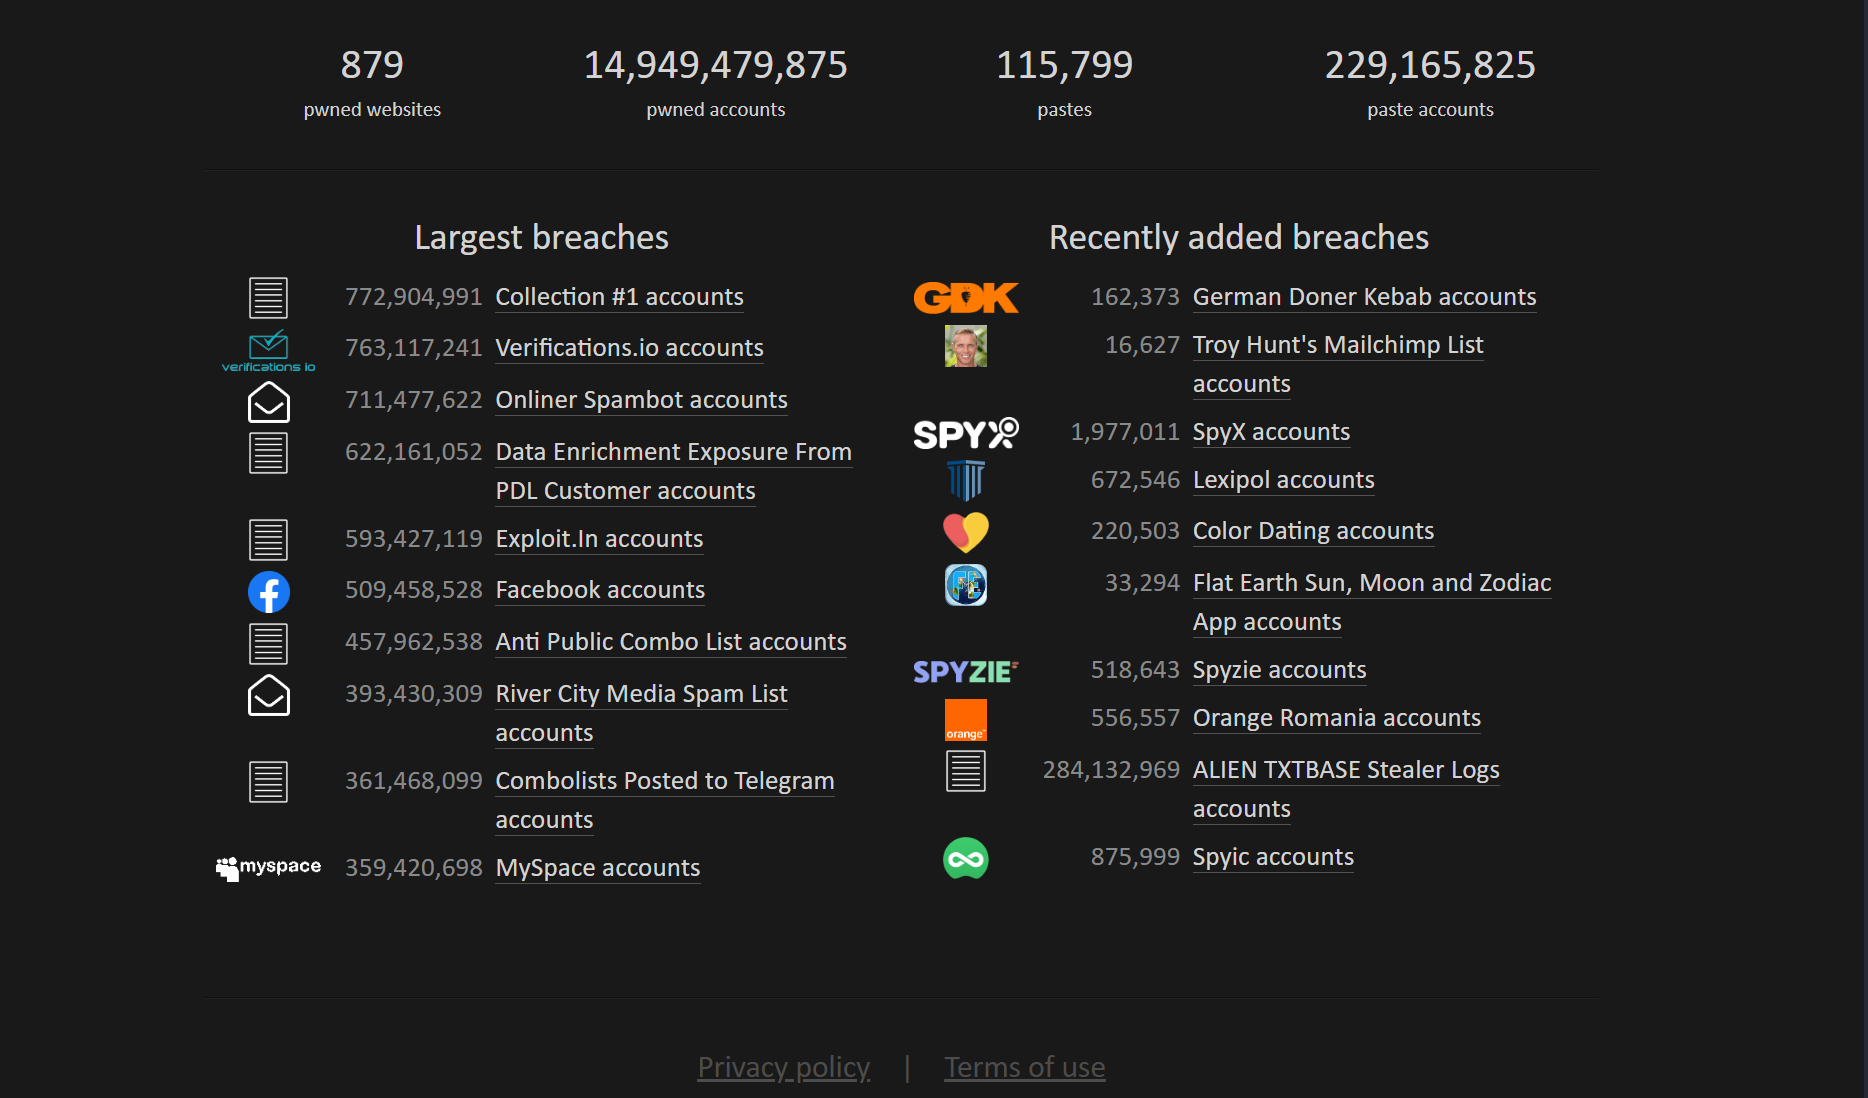 879
pwned websites
14,949,479,875
pwned accounts
115,799
pastes
229,165,825
paste accounts
Largest breaches
772,904,991 Collection #1 accounts
verifications io
763,117,241 Verifications.io accounts
711,477,622 Onliner Spambot accounts
622,161,052 Data Enrichment Exposure From
PDL Customer accounts
593,427,119 Exploit.In accounts
509,458,528 Facebook accounts
457,962,538 Anti Public Combo List accounts
393,430,309 River City Media Spam List
accounts
361,468,099 Combolists Posted to Telegram
accounts
myspace 359,420,698 MySpace accounts
Recently added breaches
GDK 162,373 German Doner Kebab accounts
16,627 Troy Hunt's Mailchimp List
accounts
SPYX 1,977,011 SpyX accounts
672,546 Lexipol accounts
220,503 Color Dating accounts
FE 33,294 Flat Earth Sun, Moon and Zodiac
App accounts
SPYZIE 518,643 Spyzie accounts
orange™ 556,557 Orange Romania accounts
284,132,969 ALIEN TXTBASE Stealer Logs
accounts
875,999 Spyic accounts
Privacy policy | Terms of use